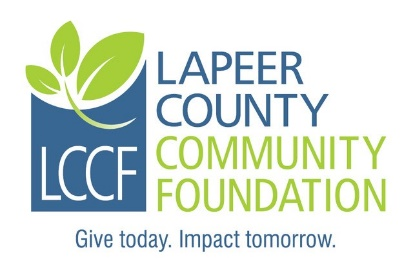 LCCF
LAPEER
COUNTY
COMMUNITY
FOUNDATION
Give today. Impact tomorrow.